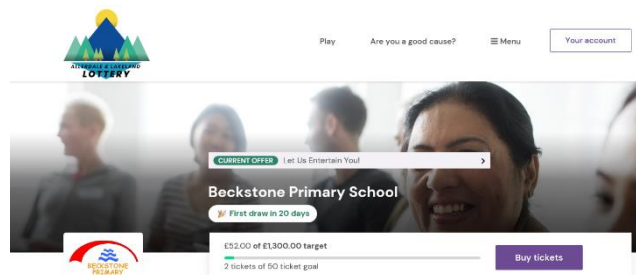 Play
Are you a good cause?
Menu
Your account
ALLERDALE & LAKELAND
LOTTERY
CURRENT OFFER Let Us Entertain You!
Beckstone Primary School
First draw in 20 days
£52.00 of £1,300.00 target
Buy tickets
2 tickets of 50 ticket goal
BECKSTONE
PRIMARY